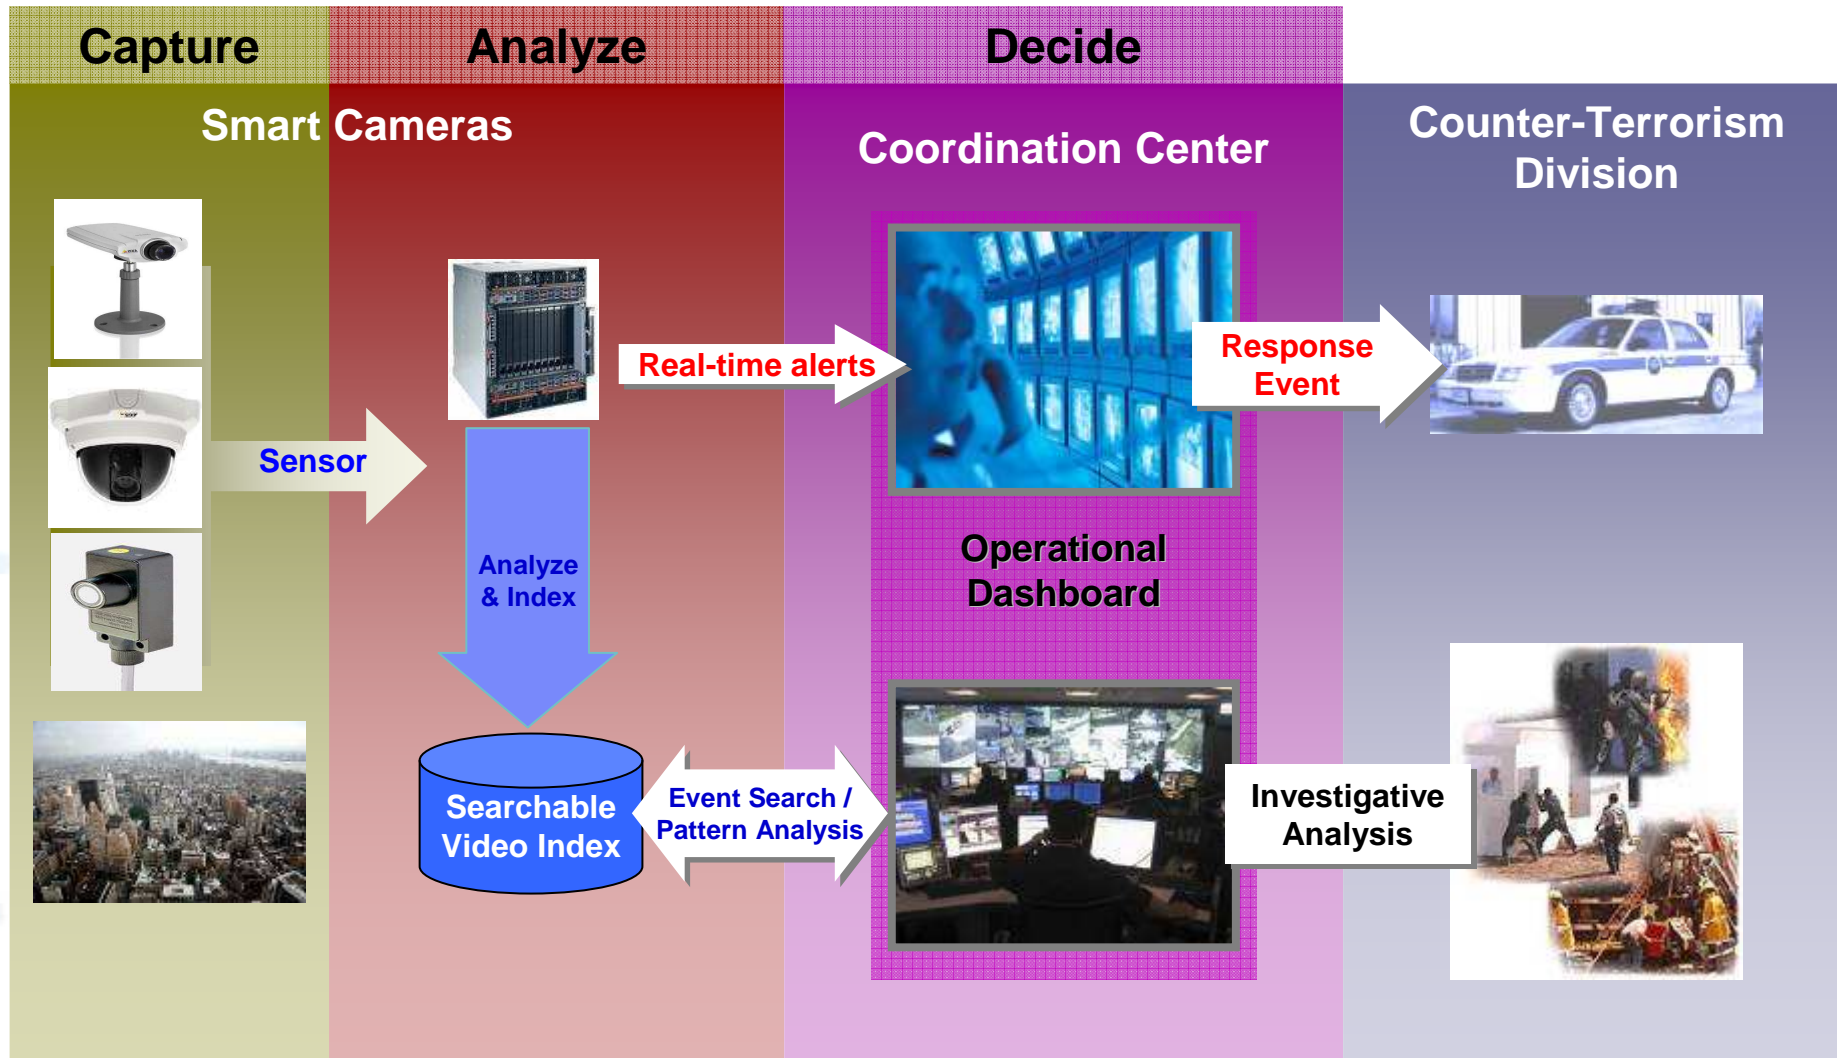 Capture
Analyze
Decide
Smart Cameras
Coordination Center
Counter-Terrorism
Division
Real-time alerts
Response
Event
Sensor
Analyze
& Index
Operational
Dashboard
Searchable
Video Index
Event Search /
Pattern Analysis
Investigative
Analysis